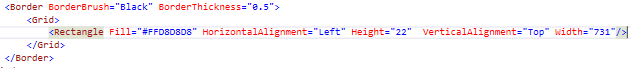 <Border BorderBrush="Black" BorderThickness="0.5">
<Grid>
<Rectangle Fill="#FFD8D8D8" HorizontalAlignment="Left" Height="22"  VerticalAlignment="Top" Width="731"/>
</Grid>
</Border>